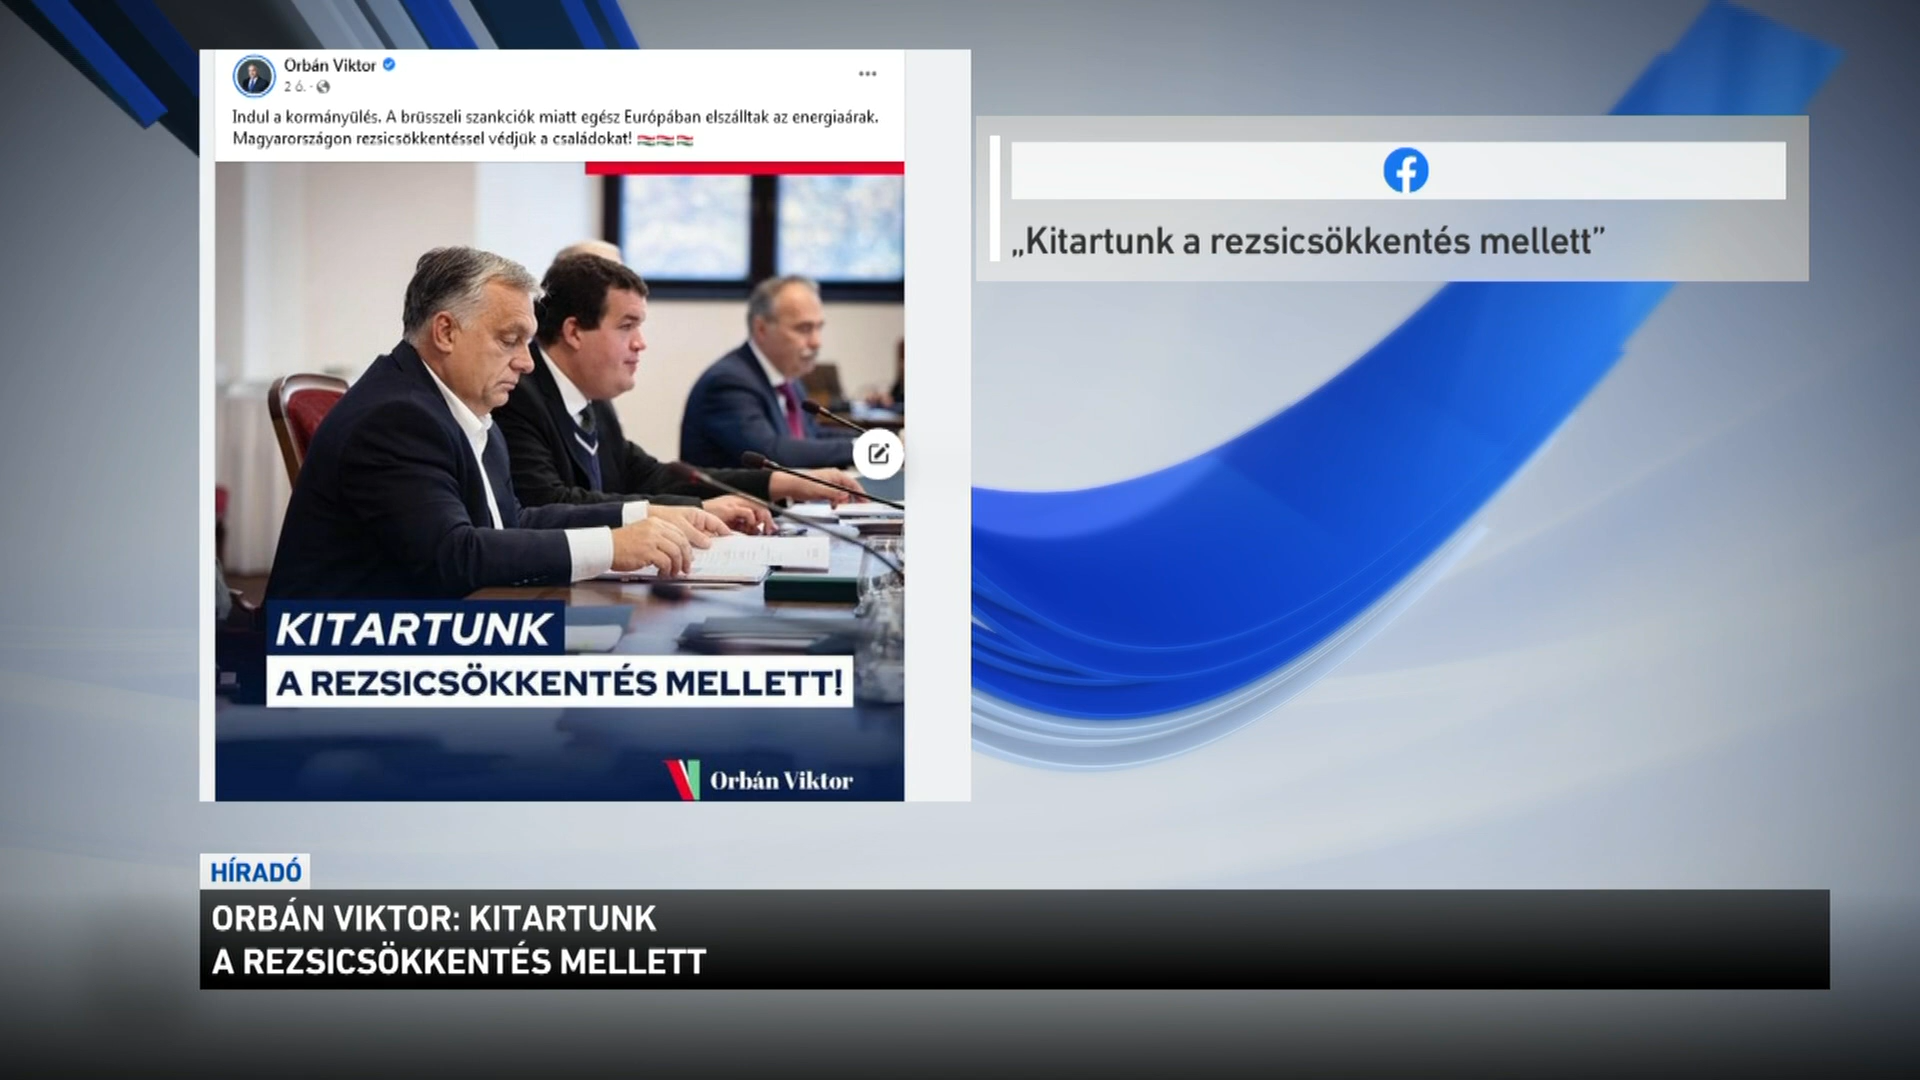 Orbán Viktor
2 ó.
Indul a kormányülés. A brüsszeli szankciók miatt egész Európában elszálltak az energiaárak.
Magyarországon rezsicsökkentéssel védjük a családokat!
KITARTUNK
A REZSICSÖKKENTÉS MELLETT!
Orbán Viktor
„Kitartunk a rezsicsökkentés mellett”
HÍRADÓ
ORBÁN VIKTOR: KITARTUNK
A REZSICSÖKKENTÉS MELLETT